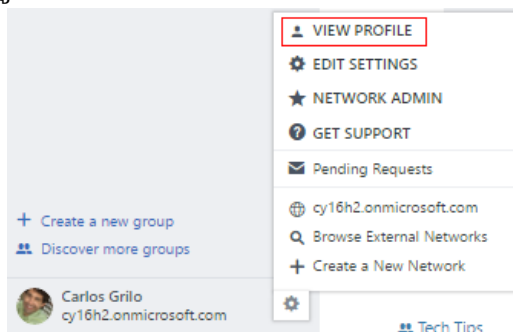 VIEW PROFILE
EDIT SETTINGS
NETWORK ADMIN
GET SUPPORT
Pending Requests
cy16h2.onmicrosoft.com
Browse External Networks
Create a New Network
Create a new group
Discover more groups
Carlos Grilo
cy16h2.onmicrosoft.com
Tech Tips